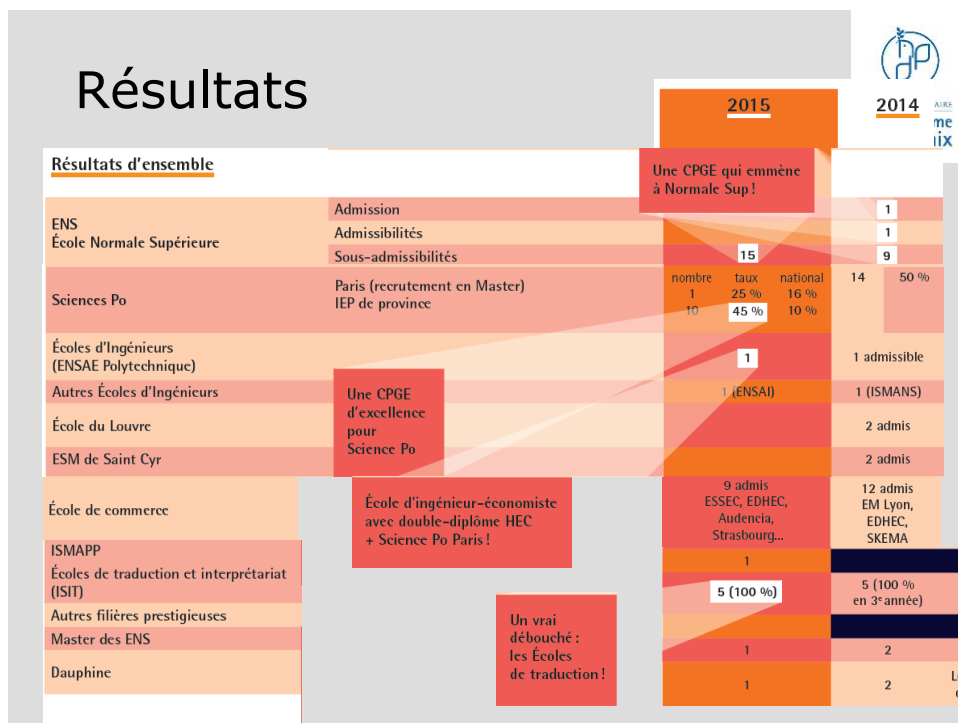 Résultats
2015
2014
AIRE
me
ix
Résultats d’ensemble
Une CPGE qui emmène
à Normale Sup !
ENS
École Normale Supérieure
Admission
1
Admissibilités
1
Sous-admissibilités
15
9
Sciences Po
Paris (recrutement en Master)
IEP de province
nombre taux national
1 25 % 16 %
10 45 % 10 %
14 50 %
Écoles d’Ingénieurs
(ENSAE Polytechnique)
1
1 admissible
Autres Écoles d’Ingénieurs
1 (ENSAI)
1 (ISMANS)
Une CPGE
d’excellence
pour
Science Po
École du Louvre
2 admis
ESM de Saint Cyr
2 admis
École de commerce
École d’ingénieur-économiste
avec double-diplôme HEC
+ Science Po Paris !
9 admis
ESSEC, EDHEC,
Audencia,
Strasbourg...
12 admis
EM Lyon,
EDHEC,
SKEMA
ISMAPP
1
Écoles de traduction et interprétariat
(ISIT)
5 (100 %)
5 (100 %
en 3e année)
Autres filières prestigieuses
Un vrai
débouché :
les Écoles
de traduction !
Master des ENS
1
2
Dauphine
1
2